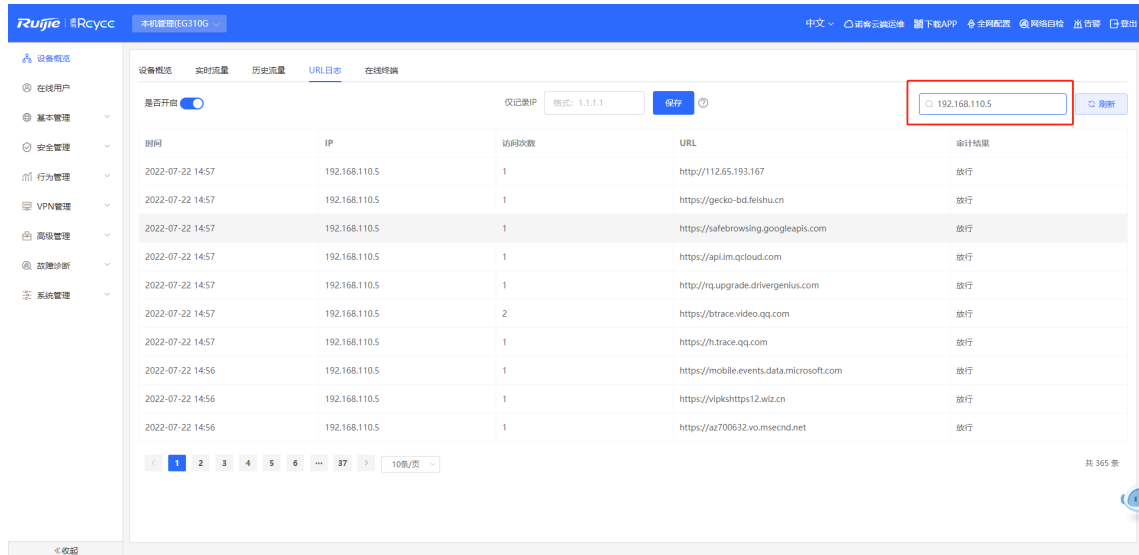 Ruijie Rcycc 本机管理(EG310G 中文 诺客云端运维 下载APP 全网配置 网络自检 告警 登出
设备概览
在线用户
基本管理
安全管理
行为管理
VPN管理
高级管理
故障诊断
系统管理
《收起
设备概览 实时流量 历史流量 URL日志 在线终端
是否开启 仅记录IP 格式: 1.1.1.1 保存 192.168.110.5 刷新
时间 IP 访问次数 URL 审计结果
2022-07-22 14:57 192.168.110.5 1 http://112.65.193.167 放行
2022-07-22 14:57 192.168.110.5 1 https://gecko-bd.feishu.cn 放行
2022-07-22 14:57 192.168.110.5 1 https://safebrowsing.googleapis.com 放行
2022-07-22 14:57 192.168.110.5 1 https://api.im.qcloud.com 放行
2022-07-22 14:57 192.168.110.5 1 http://rq.upgrade.drivergenius.com 放行
2022-07-22 14:57 192.168.110.5 2 https://btrace.video.qq.com 放行
2022-07-22 14:57 192.168.110.5 1 https://h.trace.qq.com 放行
2022-07-22 14:56 192.168.110.5 1 https://mobile.events.data.microsoft.com 放行
2022-07-22 14:56 192.168.110.5 1 https://vipkshttps12.wiz.cn 放行
2022-07-22 14:56 192.168.110.5 1 https://az700632.vo.msecnd.net 放行
1 2 3 4 5 6 ··· 37 10条/页 共 365 条